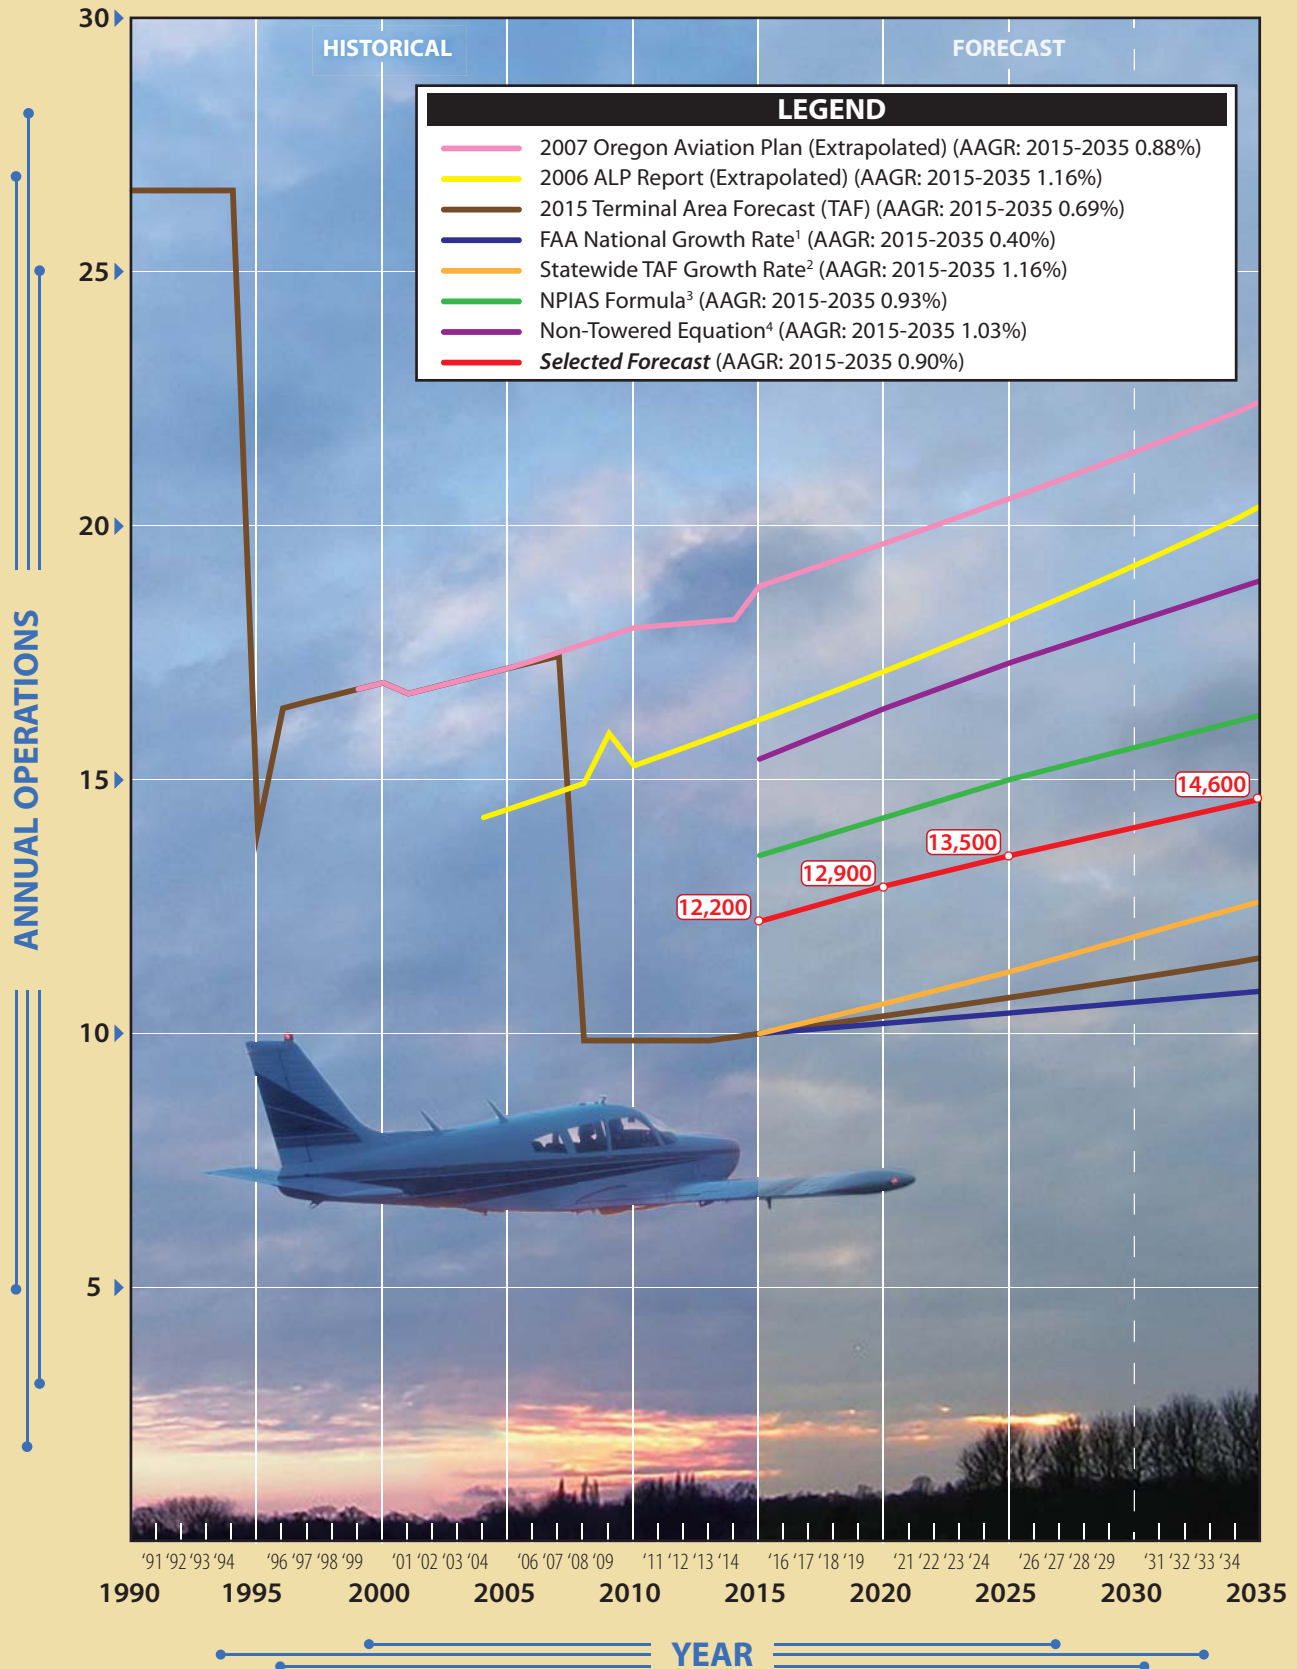 30
HISTORICAL
FORECAST
LEGEND
2007 Oregon Aviation Plan (Extrapolated) (AAGR: 2015-2035 0.88%)
2006 ALP Report (Extrapolated) (AAGR: 2015-2035 1.16%)
2015 Terminal Area Forecast (TAF) (AAGR: 2015-2035 0.69%)
FAA National Growth Rate¹ (AAGR: 2015-2035 0.40%)
Statewide TAF Growth Rate² (AAGR: 2015-2035 1.16%)
NPIAS Formula³ (AAGR: 2015-2035 0.93%)
Non-Towered Equation⁴ (AAGR: 2015-2035 1.03%)
Selected Forecast (AAGR: 2015-2035 0.90%)
25
20
15
10
5
ANNUAL OPERATIONS
14,600
13,500
12,900
12,200
‘91 ‘92 ‘93 ‘94 ‘96 ‘97 ‘98 ‘99 ‘01 ‘02 ‘03 ‘04 ‘06 ‘07 ‘08 ‘09 ‘11 ‘12 ‘13 ‘14 ‘16 ‘17 ‘18 ‘19 ‘21 ‘22 ‘23 ‘24 ‘26 ‘27 ‘28 ‘29 ‘31 ‘32 ‘33 ‘34
1990 1995 2000 2005 2010 2015 2020 2025 2030 2035
YEAR